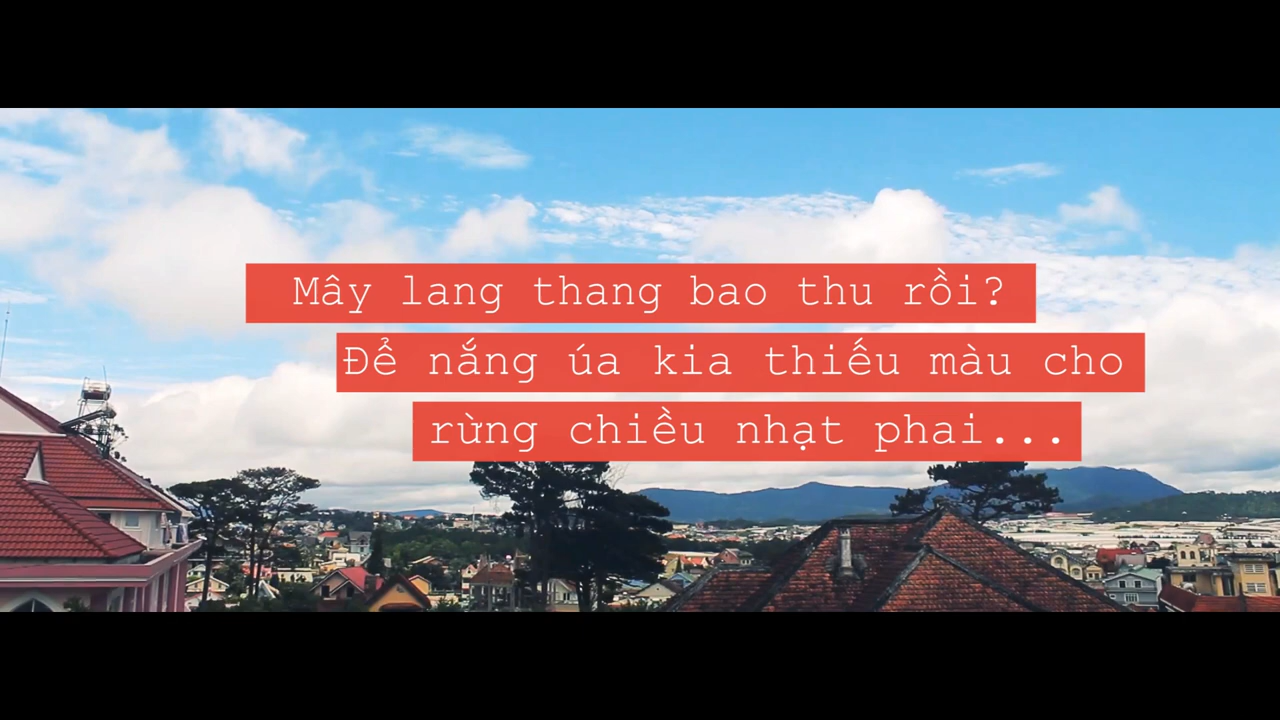 Mây lang thang bao thu rồi?
Để nắng úa kia thiếu màu cho
rừng chiều nhạt phai...